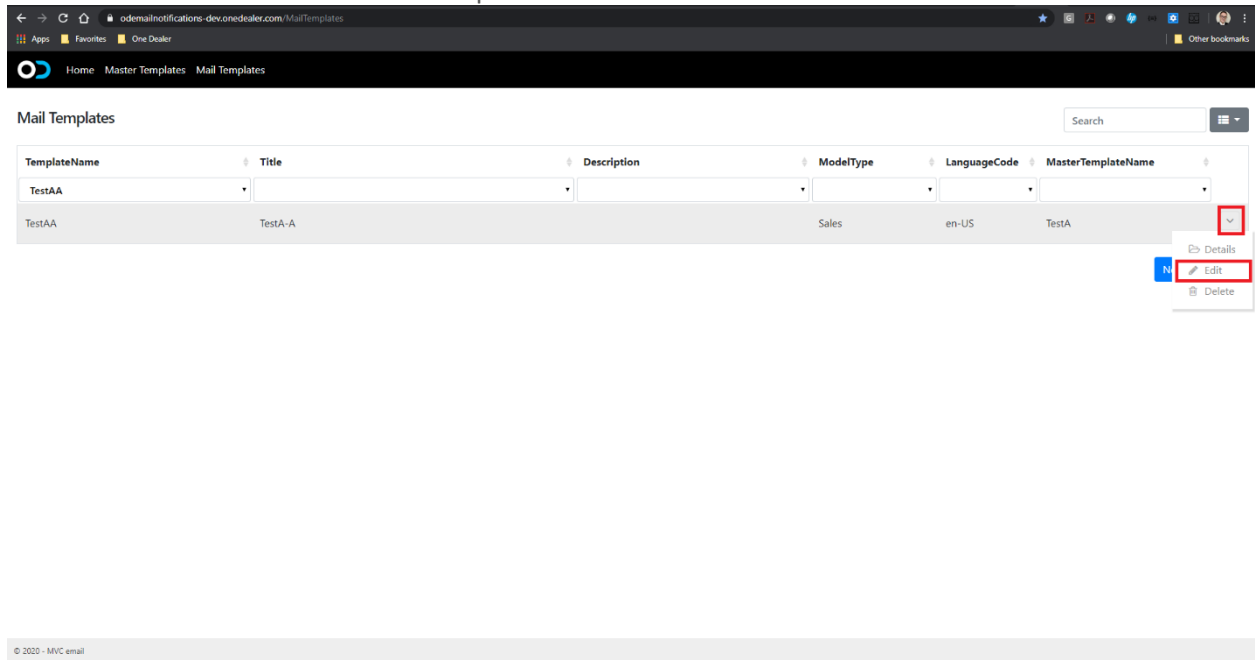 odemailnotifications-dev.onedealer.com/MailTemplates
Apps Favorites One Dealer Other bookmarks
Home Master Templates Mail Templates
Mail Templates
Search
TemplateName Title Description ModelType LanguageCode MasterTemplateName
TestAA
TestAA TestA-A Sales en-US TestA
Details
Edit
Delete
© 2020 - MVC email